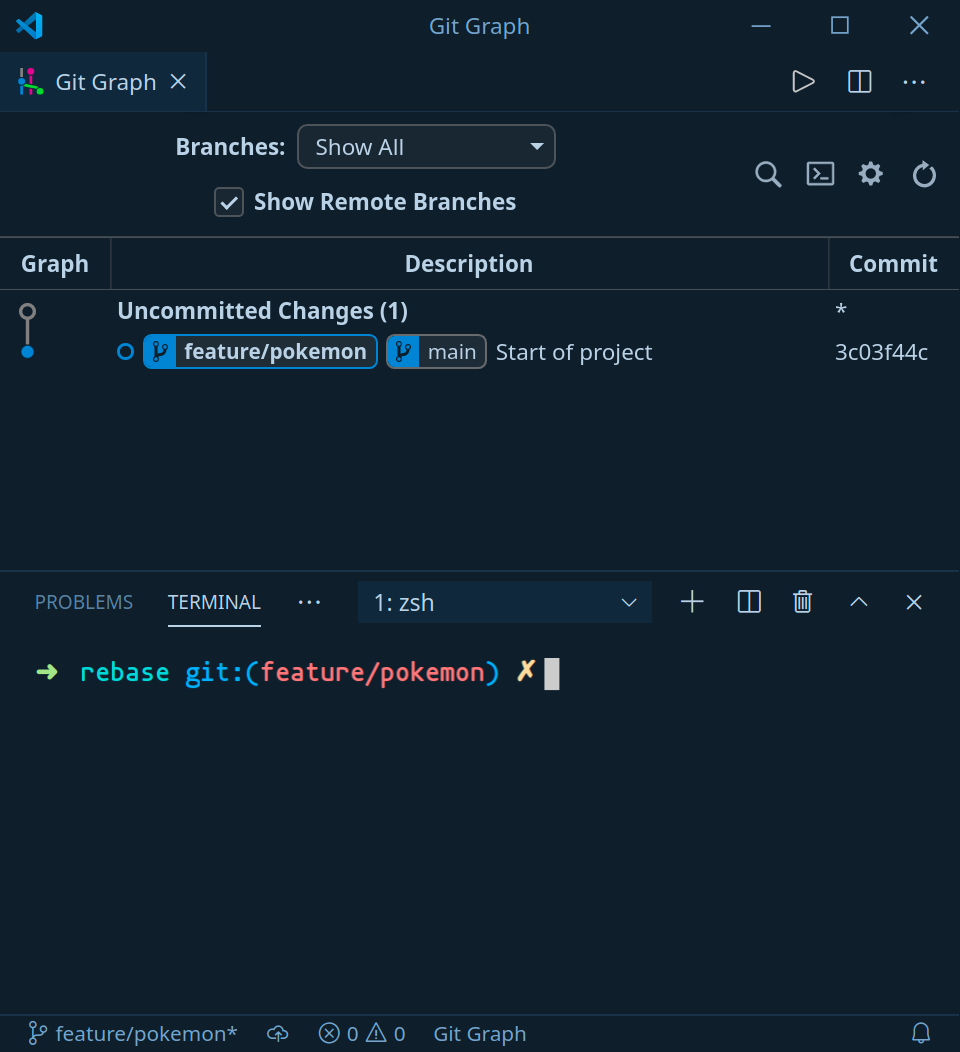 Git Graph
Git Graph
Branches: Show All
Show Remote Branches
Graph Description Commit
Uncommitted Changes (1) *
feature/pokemon main Start of project 3c03f44c
PROBLEMS TERMINAL ··· 1: zsh
➜ rebase git:(feature/pokemon) ✗
feature/pokemon* 0 0 Git Graph